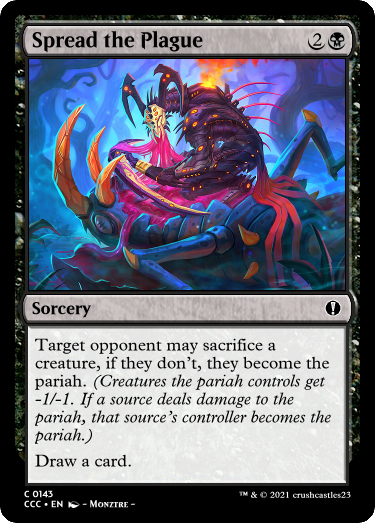 Spread the Plague 2
Sorcery
Target opponent may sacrifice a
creature, if they don't, they become the
pariah. (Creatures the pariah controls get
-1/-1. If a source deals damage to the
pariah, that source's controller becomes the
pariah.)
Draw a card.
C 0143
CCC • EN - Monztre - ™ & © 2021 crushcastles23